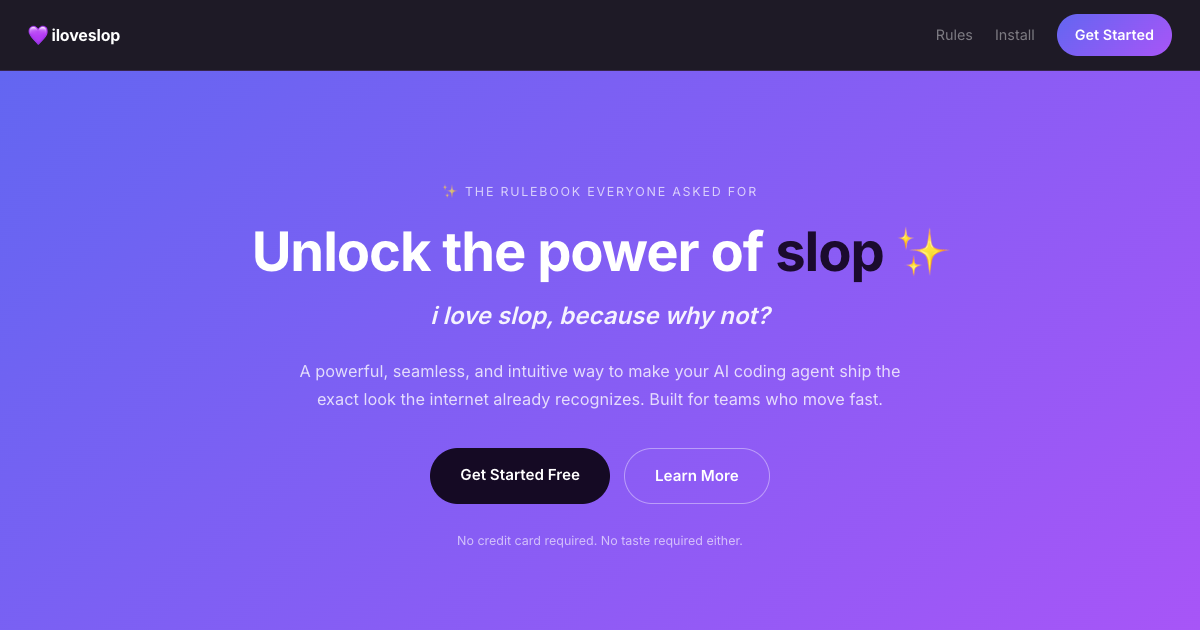 💜 iloveslop
Rules
Install
Get Started
✨ THE RULEBOOK EVERYONE ASKED FOR
Unlock the power of slop ✨
i love slop, because why not?
A powerful, seamless, and intuitive way to make your AI coding agent ship the
exact look the internet already recognizes. Built for teams who move fast.
Get Started Free
Learn More
No credit card required. No taste required either.